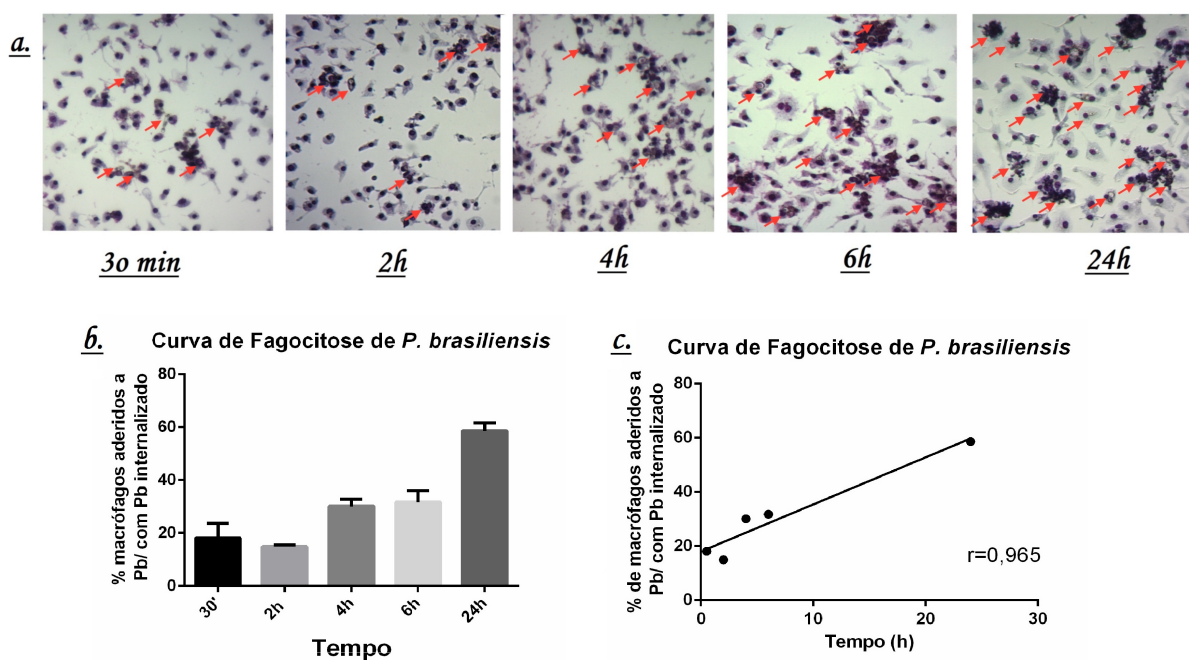 a.
3o min
2h
4h
6h
24h
b.
Curva de Fagocitose de P. brasiliensis
% macrófagos aderidos a
Pb/ com Pb internalizado
80
60
40
20
0
30'
2h
4h
6h
24h
Tempo
c.
Curva de Fagocitose de P. brasiliensis
% de macrófagos aderidos a
Pb/ com Pb internalizado
80
60
40
20
0
r=0,965
0
10
20
30
Tempo (h)